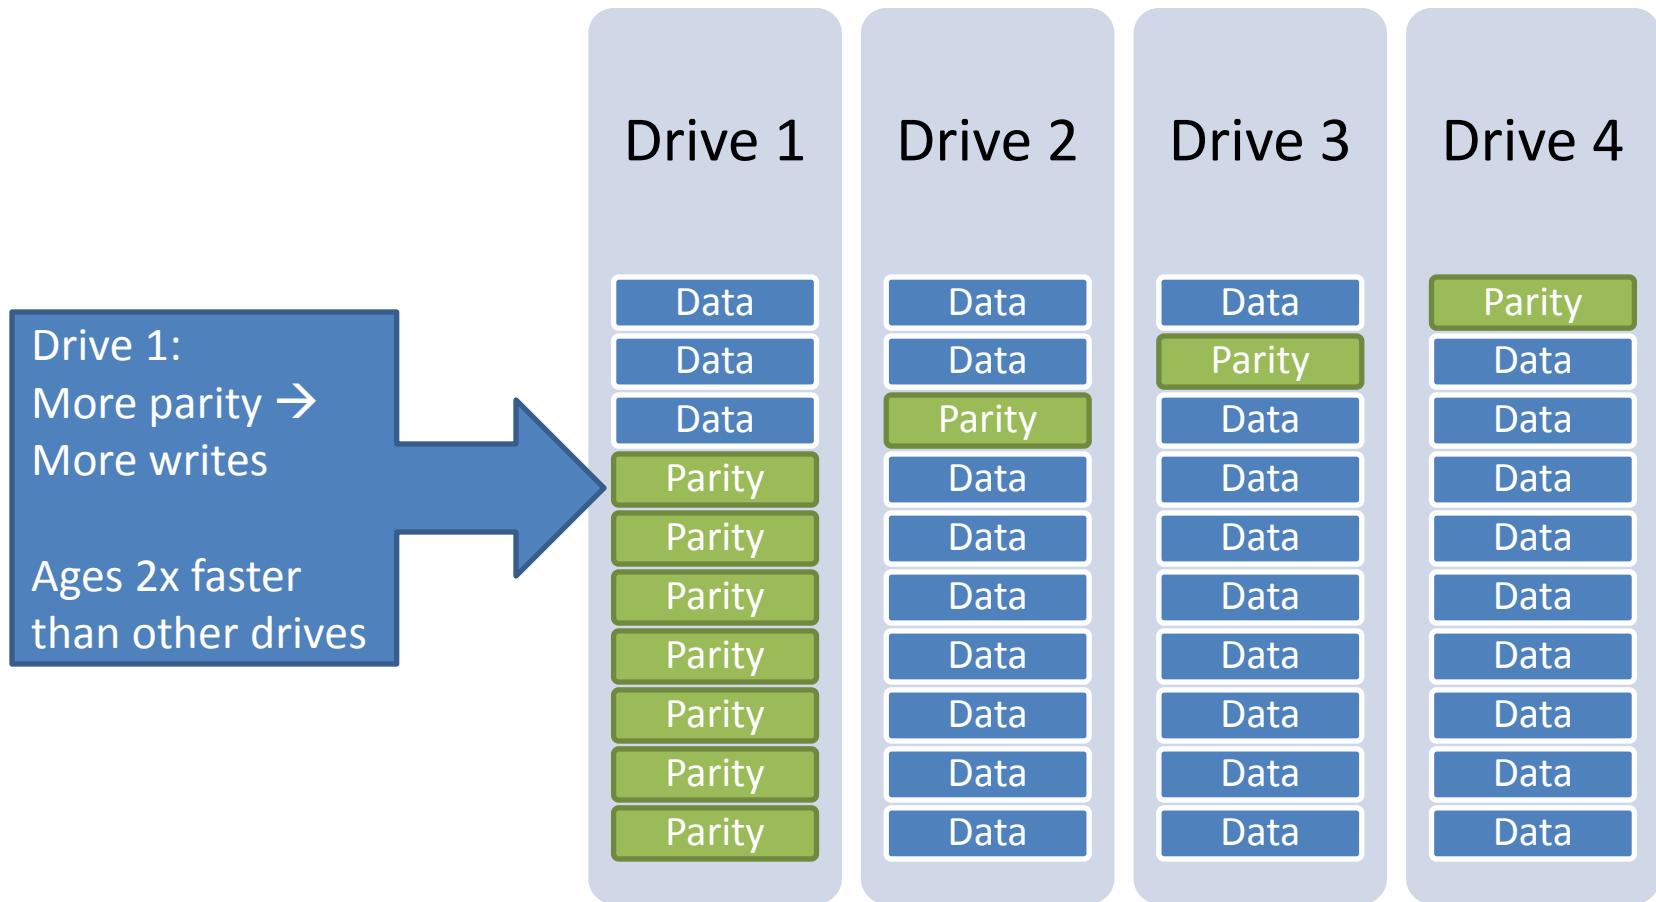 Drive 1 Drive 2 Drive 3 Drive 4
Data Data Data Parity
Data Data Parity Data
Data Parity Data Data
Parity Data Data Data
Parity Data Data Data
Parity Data Data Data
Parity Data Data Data
Parity Data Data Data
Parity Data Data Data
Parity Data Data Data
Drive 1:
More parity →
More writes
Ages 2x faster
than other drives